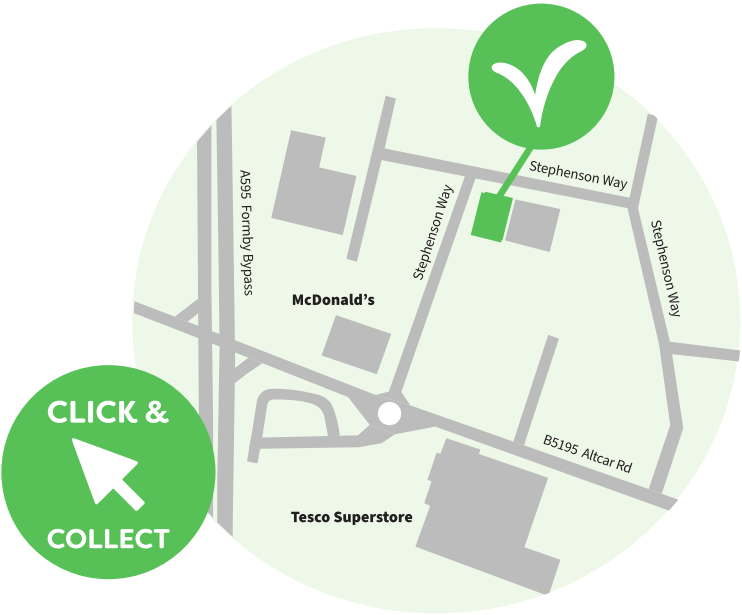 Stephenson Way
A595 Formby Bypass
Stephenson Way
Stephenson Way
McDonald's
CLICK &
COLLECT
B5195 Altcar Rd
Tesco Superstore